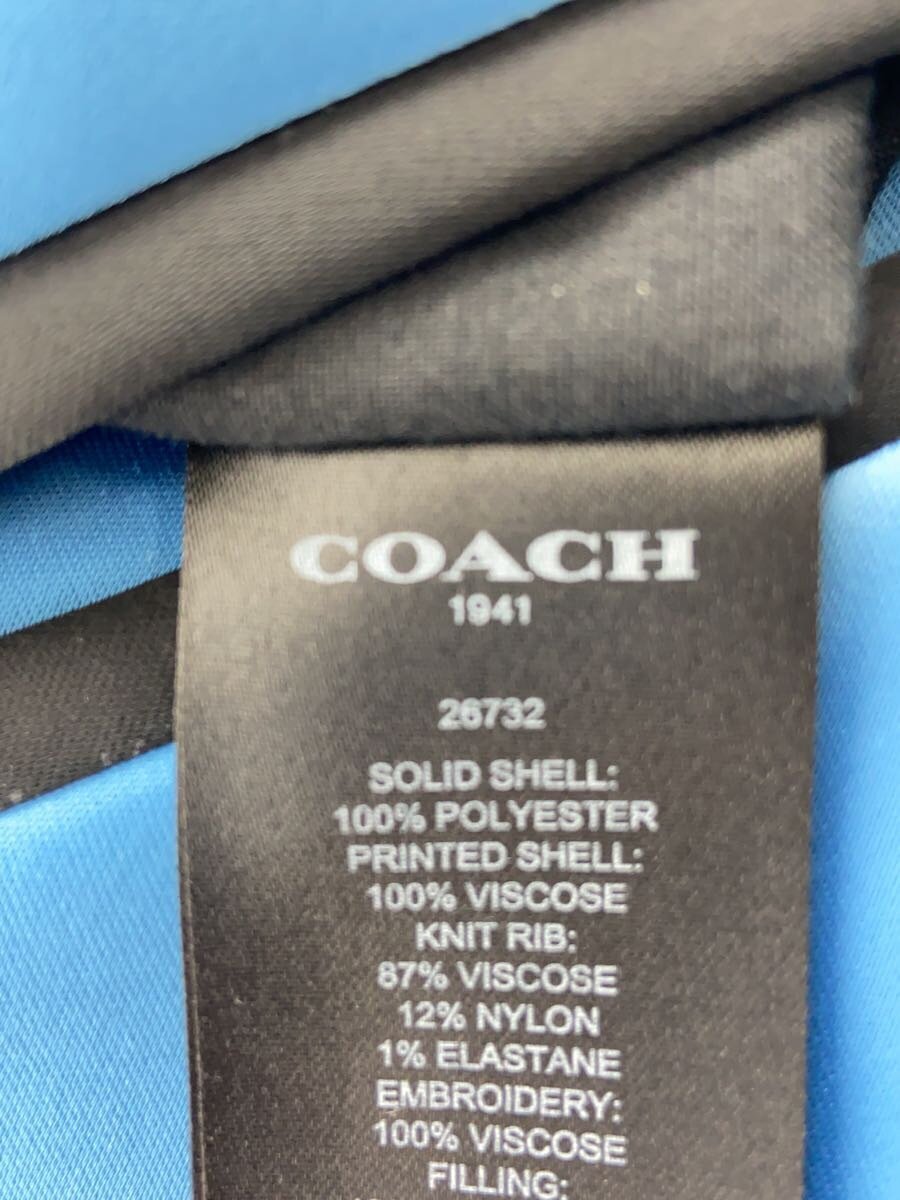 COACH
1941
26732
SOLID SHELL:
100% POLYESTER
PRINTED SHELL:
100% VISCOSE
KNIT RIB:
87% VISCOSE
12% NYLON
1% ELASTANE
EMBROIDERY:
100% VISCOSE
FILLING: